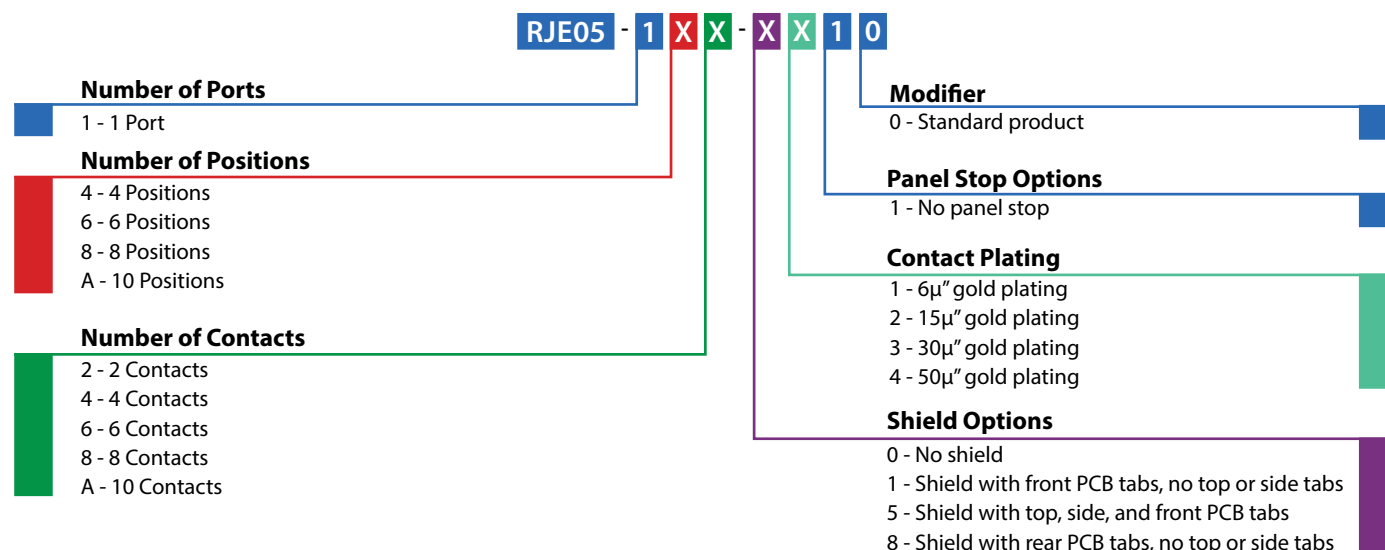 RJE05 - 1 X X - X X 1 0
Number of Ports
1 - 1 Port
Number of Positions
4 - 4 Positions
6 - 6 Positions
8 - 8 Positions
A - 10 Positions
Number of Contacts
2 - 2 Contacts
4 - 4 Contacts
6 - 6 Contacts
8 - 8 Contacts
A - 10 Contacts
Modifier
0 - Standard product
Panel Stop Options
1 - No panel stop
Contact Plating
1 - 6µ” gold plating
2 - 15µ” gold plating
3 - 30µ” gold plating
4 - 50µ” gold plating
Shield Options
0 - No shield
1 - Shield with front PCB tabs, no top or side tabs
5 - Shield with top, side, and front PCB tabs
8 - Shield with rear PCB tabs, no top or side tabs